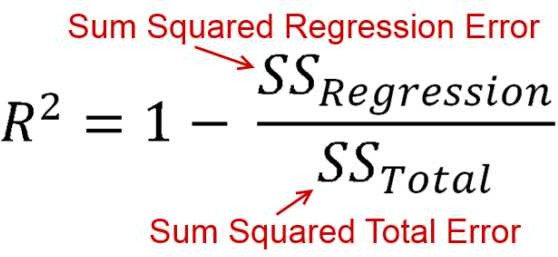 Sum Squared Regression Error
R² = 1 − SS_Regression / SS_Total
Sum Squared Total Error